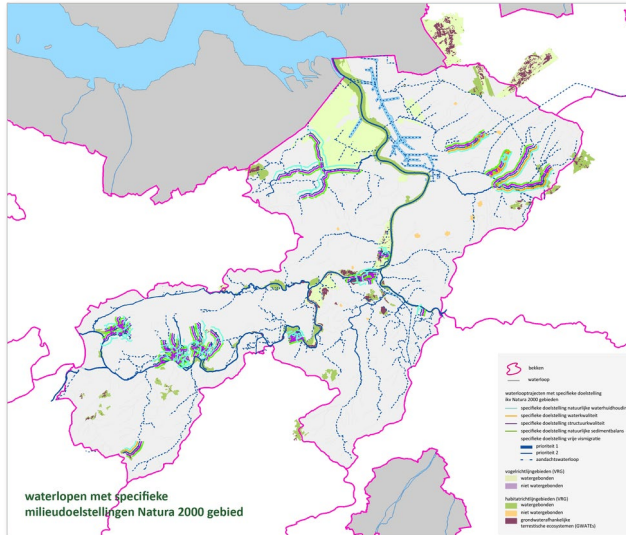 bekken
waterloop
waterlooptrajecten met specifieke doelstelling
ikv Natura 2000 gebieden
specifieke doelstelling natuurlijke waterhuishouding
specifieke doelstelling waterkwaliteit
specifieke doelstelling structuurkwaliteit
specifieke doelstelling natuurlijke sedimentbalans
specifieke doelstelling vrije vismigratie
prioriteit 1
prioriteit 2
aandachtswaterloop
vogelrichtlijngebieden (VRG)
watergebonden
niet watergebonden
habitatrichtlijngebieden (VRG)
watergebonden
niet watergebonden
grondwaterafhankelijke
terrestische ecosystemen (GWATEs)
waterlopen met specifieke
milieudoelstellingen Natura 2000 gebied